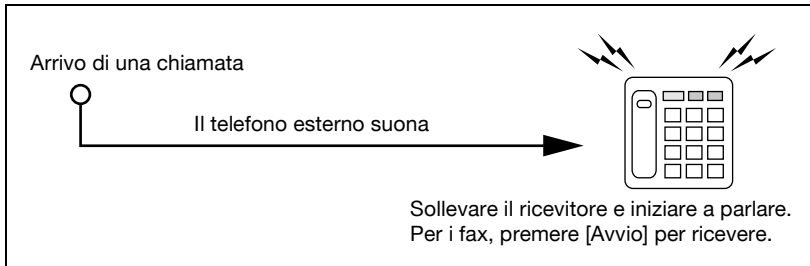 Arrivo di una chiamata
Il telefono esterno suona
Sollevare il ricevitore e iniziare a parlare.
Per i fax, premere [Avvio] per ricevere.